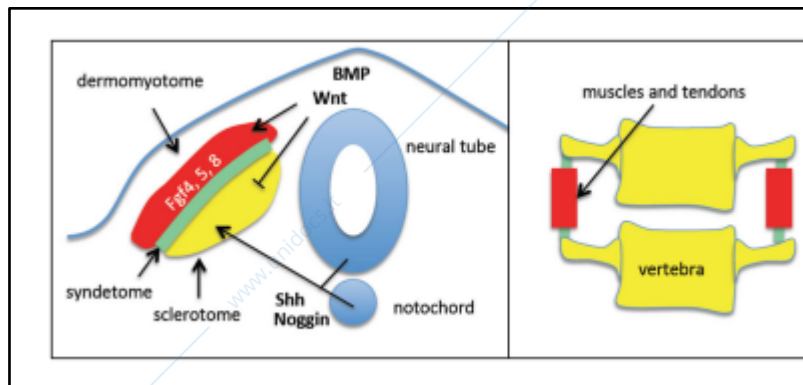 BMP
Wnt
dermomyotome
neural tube
Fgf4, 5, 8
syndetome
sclerotome
Shh
Noggin
notochord
muscles and tendons
vertebra